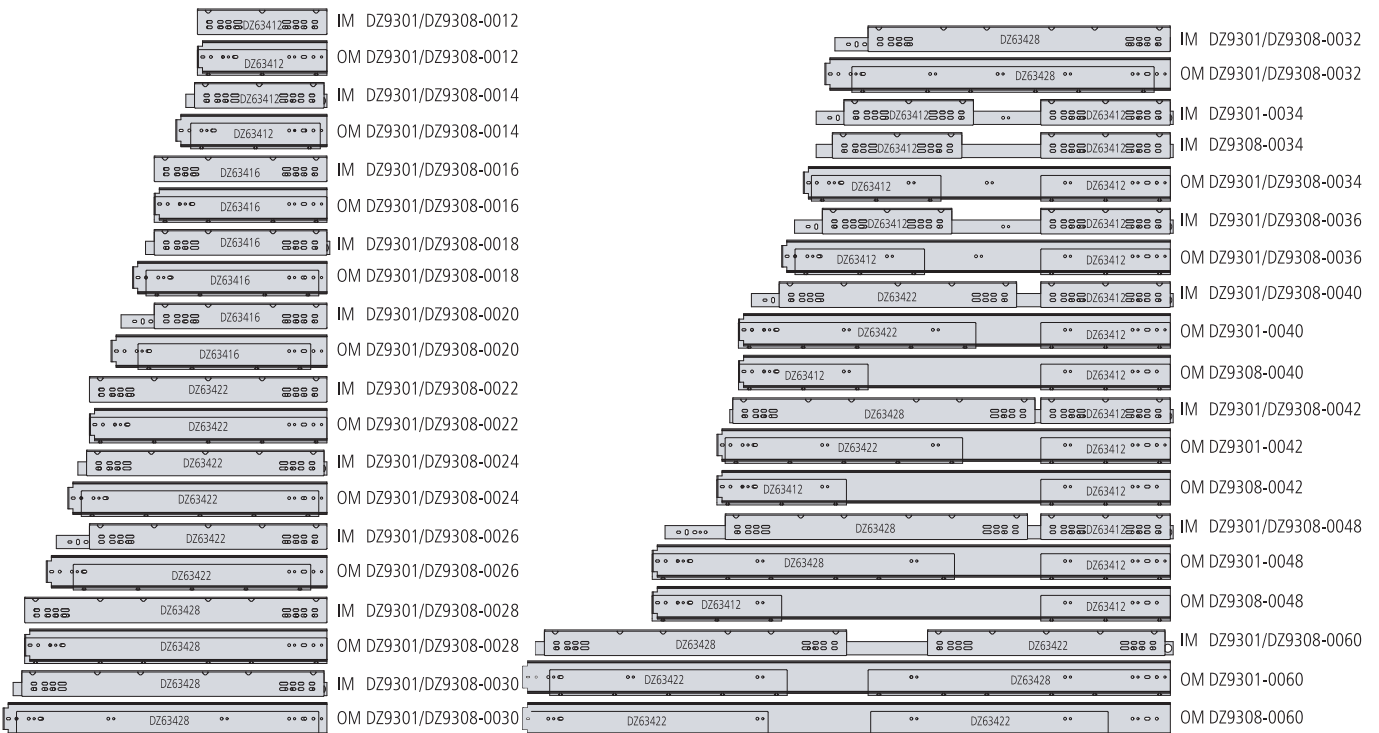 DZ63412 IM DZ9301/DZ9308-0012
DZ63412 OM DZ9301/DZ9308-0012
DZ63412 IM DZ9301/DZ9308-0014
DZ63412 OM DZ9301/DZ9308-0014
DZ63416 IM DZ9301/DZ9308-0016
DZ63416 OM DZ9301/DZ9308-0016
DZ63416 IM DZ9301/DZ9308-0018
DZ63416 OM DZ9301/DZ9308-0018
DZ63416 IM DZ9301/DZ9308-0020
DZ63416 OM DZ9301/DZ9308-0020
DZ63422 IM DZ9301/DZ9308-0022
DZ63422 OM DZ9301/DZ9308-0022
DZ63422 IM DZ9301/DZ9308-0024
DZ63422 OM DZ9301/DZ9308-0024
DZ63422 IM DZ9301/DZ9308-0026
DZ63422 OM DZ9301/DZ9308-0026
DZ63428 IM DZ9301/DZ9308-0028
DZ63428 OM DZ9301/DZ9308-0028
DZ63428 IM DZ9301/DZ9308-0030
DZ63428 OM DZ9301/DZ9308-0030
DZ63428 IM DZ9301/DZ9308-0032
DZ63428 OM DZ9301/DZ9308-0032
DZ63412 DZ63412 IM DZ9301-0034
DZ63412 DZ63412 IM DZ9308-0034
DZ63412 DZ63412 OM DZ9301/DZ9308-0034
DZ63412 DZ63412 IM DZ9301/DZ9308-0036
DZ63412 DZ63412 OM DZ9301/DZ9308-0036
DZ63422 DZ63412 IM DZ9301/DZ9308-0040
DZ63422 DZ63412 OM DZ9301-0040
DZ63412 DZ63412 OM DZ9308-0040
DZ63428 DZ63412 IM DZ9301/DZ9308-0042
DZ63422 DZ63412 OM DZ9301-0042
DZ63412 DZ63412 OM DZ9308-0042
DZ63428 DZ63412 IM DZ9301/DZ9308-0048
DZ63428 DZ63412 OM DZ9301-0048
DZ63412 DZ63412 OM DZ9308-0048
DZ63428 DZ63422 IM DZ9301/DZ9308-0060
DZ63422 DZ63428 OM DZ9301-0060
DZ63422 DZ63422 OM DZ9308-0060